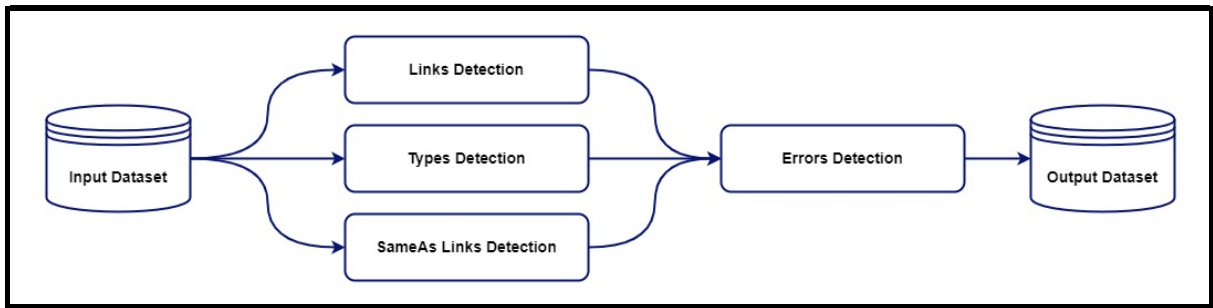 Links Detection
Input Dataset
Types Detection
SameAs Links Detection
Errors Detection
Output Dataset